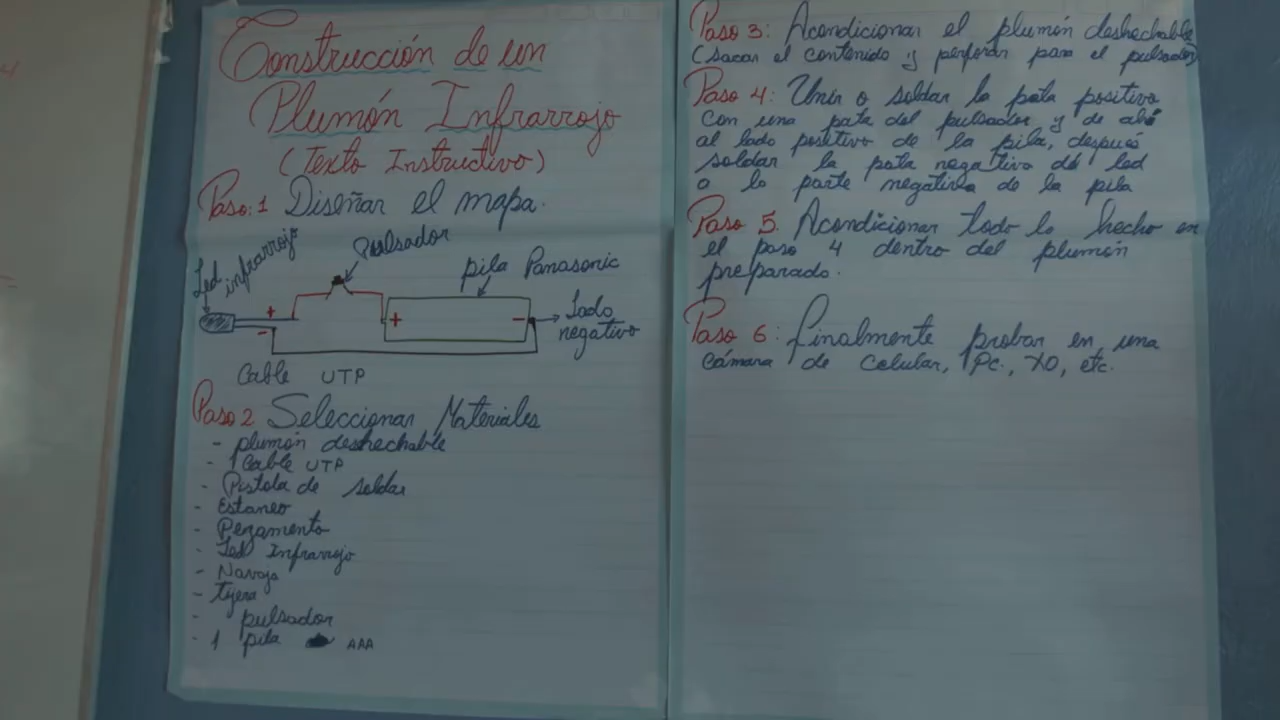 Construcción de un
Plumón Infrarrojo
(Texto Instructivo)
Paso: 1 Diseñar el mapa.
Led infrarrojo
Pulsador
pila Panasonic
+
-
+
-
Lado negativo
Cable UTP
Paso 2 Seleccionar Materiales
- plumón deshechable
- 1 Cable UTP
- Pistola de soldar
- Estaneo
- Pegamento
- Led Infrarrojo
- Navaja
- tijera
- pulsador
- 1 pila AAA
Paso 3: Acondicionar el plumón deshechable
(sacar el contenido y perforar para el pulsador)
Paso 4: Unir o soldar la pata positiva
con una pata del pulsador y de ahí
al lado positivo de la pila, después
soldar la pata negativa de led
a la parte negativa de la pila
Paso 5. Acondicionar todo lo hecho en
el paso 4 dentro del plumón
preparado.
Paso 6: Finalmente probar en una
cámara de celular, Pc., XO, etc.